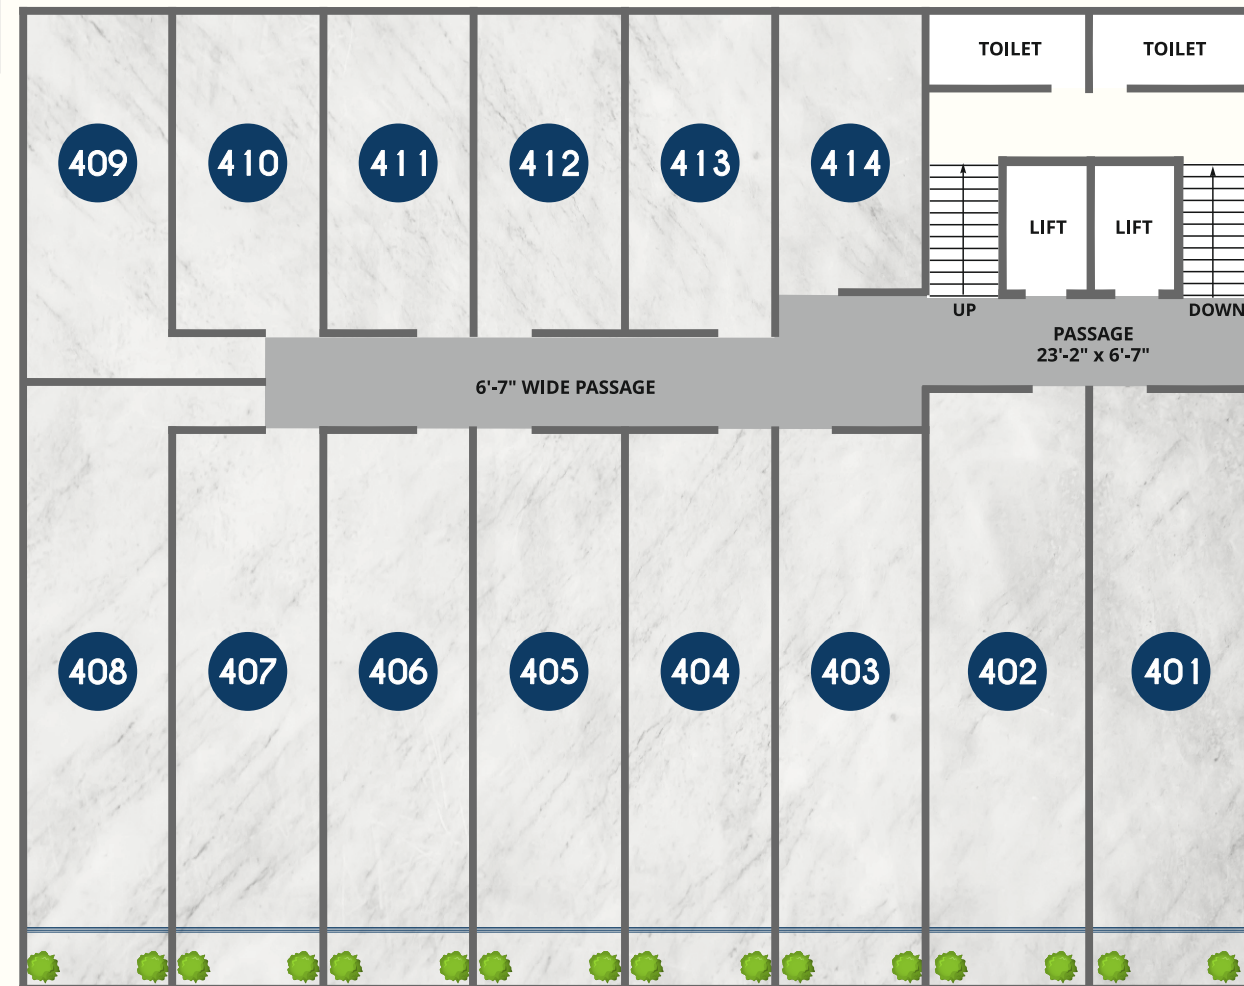 TOILET
TOILET
409
410
411
412
413
414
LIFT
LIFT
UP
DOWN
PASSAGE
23'-2" x 6'-7"
6'-7" WIDE PASSAGE
408
407
406
405
404
403
402
401